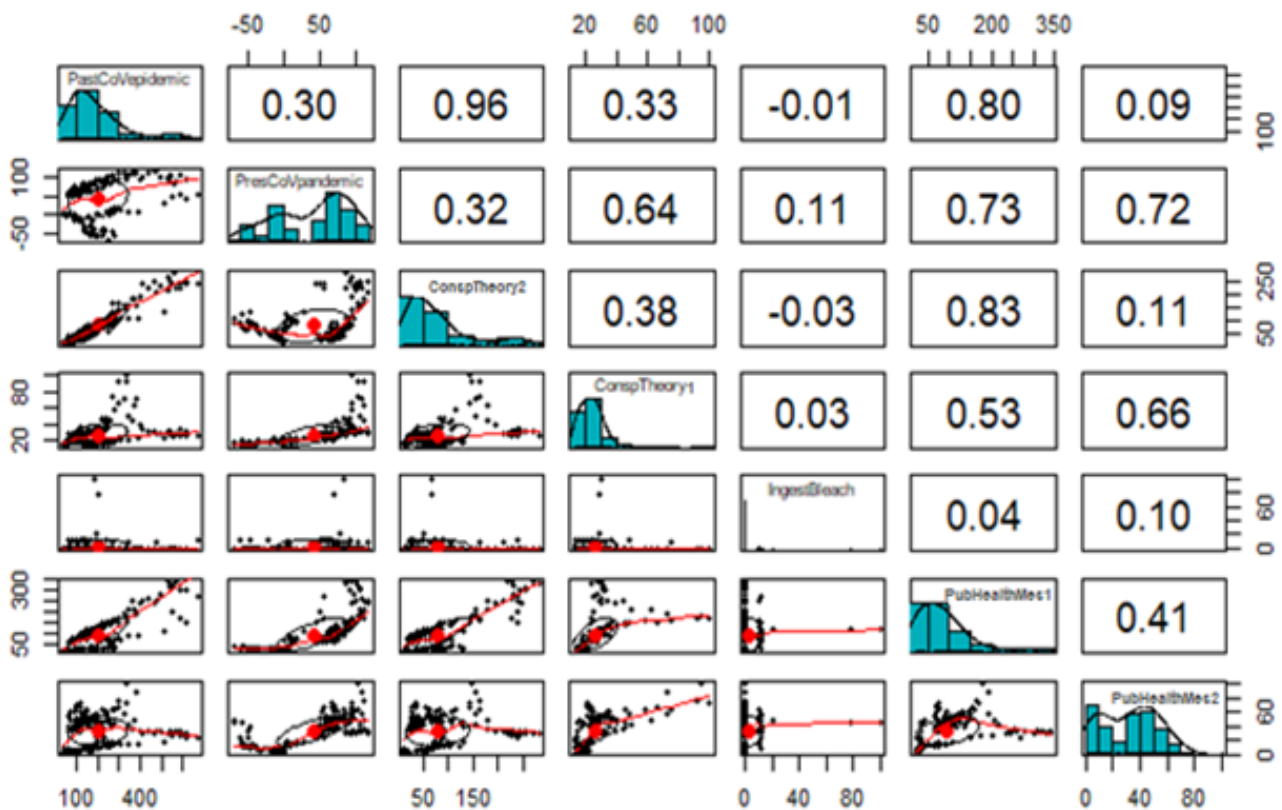 -50 50 20 100 50 200 350
PastCoVepidemic 0.30 0.96 0.33 -0.01 0.80 0.09 100
-50 100 PresCoVpandemic 0.32 0.64 0.11 0.73 0.72
ConspTheory2 0.38 -0.03 0.83 0.11 50 250
20 80 ConspTheory1 0.03 0.53 0.66
IngestBleach 0.04 0.10 0 60
50 300 PubHealthMes1 0.41
PubHealthMes2 0 60
100 400 50 150 0 40 80 0 40 80